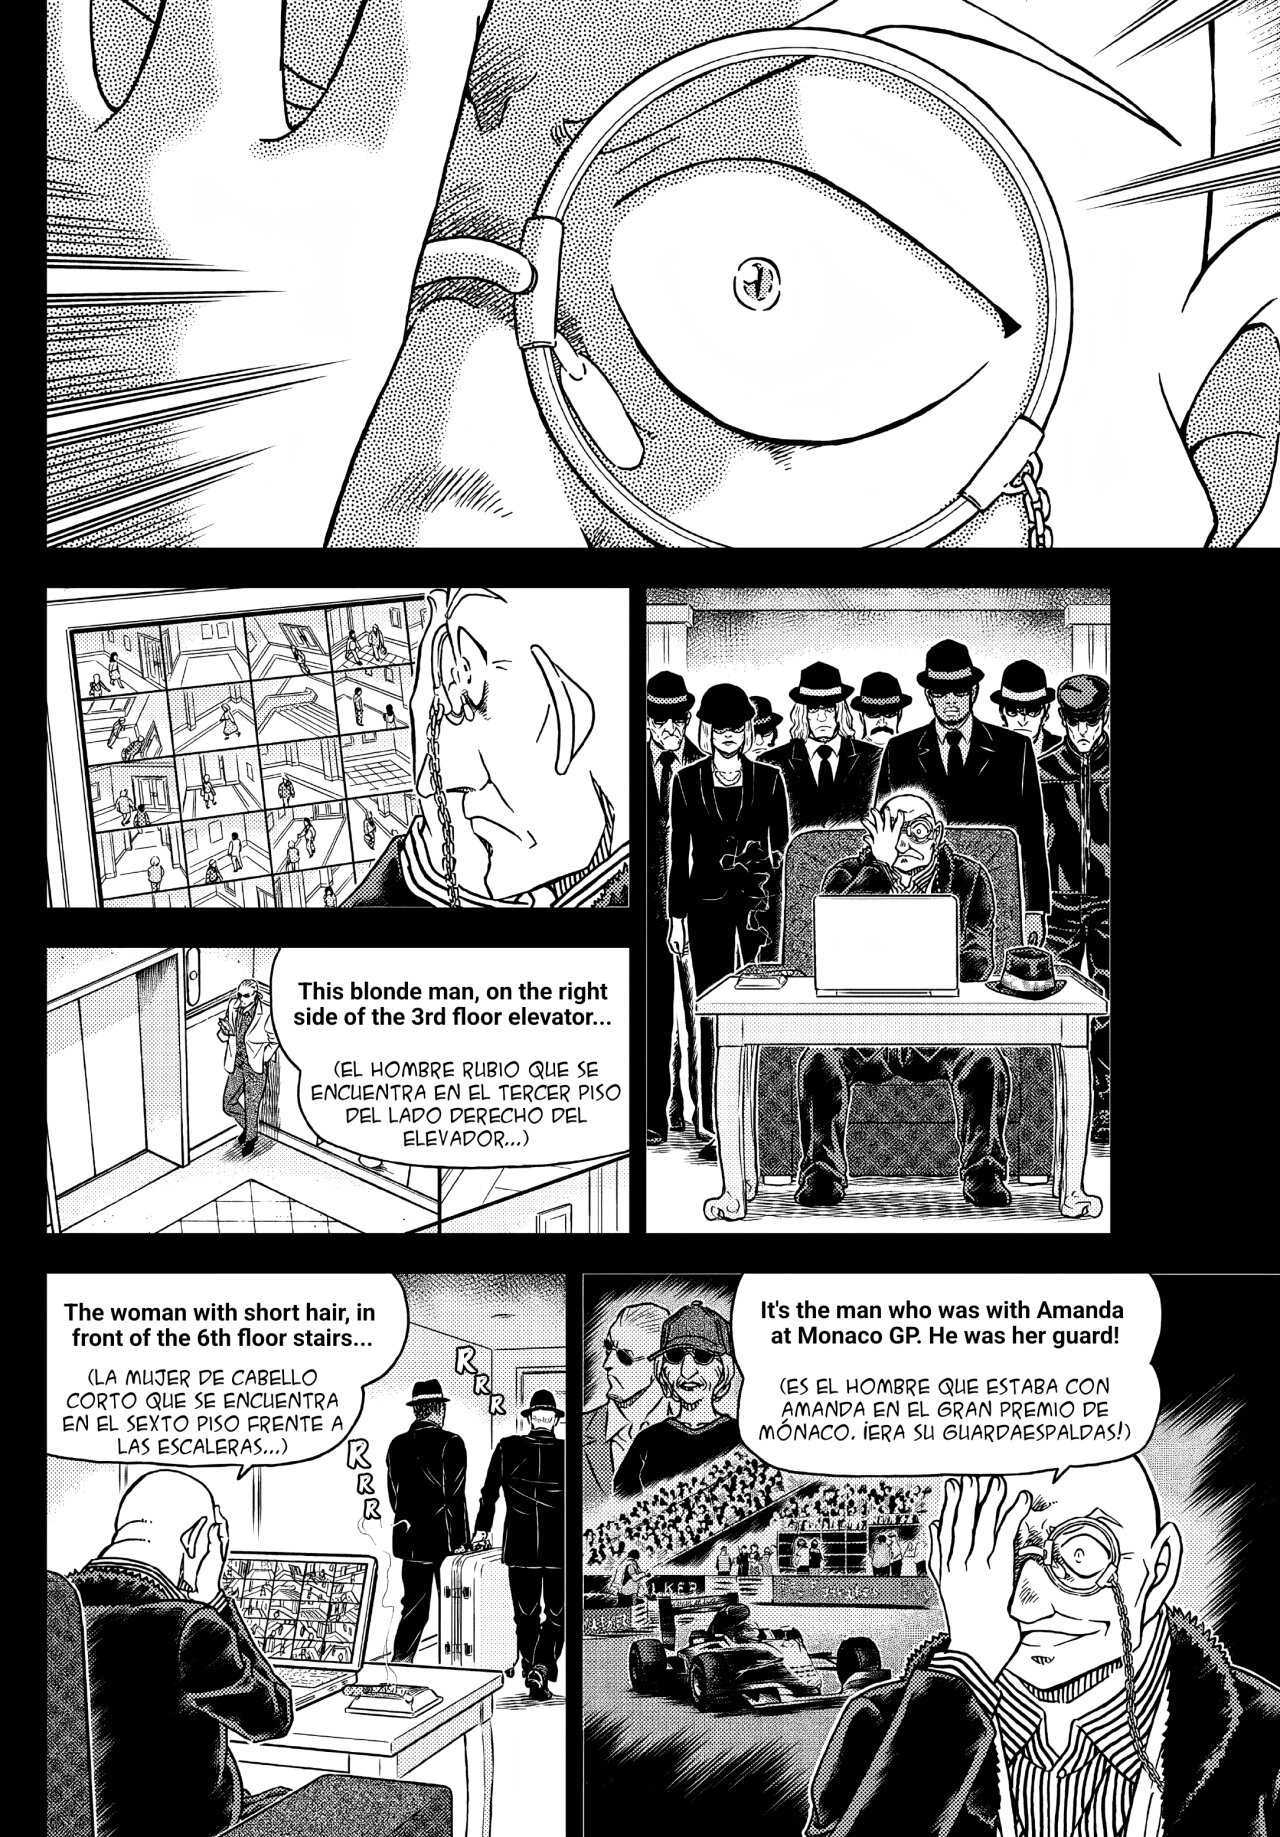 This blonde man, on the right
side of the 3rd floor elevator...
(EL HOMBRE RUBIO QUE SE
ENCUENTRA EN EL TERCER PISO
DEL LADO DERECHO DEL
ELEVADOR...)
The woman with short hair, in
front of the 6th floor stairs...
(LA MUJER DE CABELLO
CORTO QUE SE ENCUENTRA
EN EL SEXTO PISO FRENTE A
LAS ESCALERAS...)
RRRR
RRRR
It's the man who was with Amanda
at Monaco GP. He was her guard!
(ES EL HOMBRE QUE ESTABA CON
AMANDA EN EL GRAN PREMIO DE
MÓNACO. ¡ERA SU GUARDAESPALDAS!)